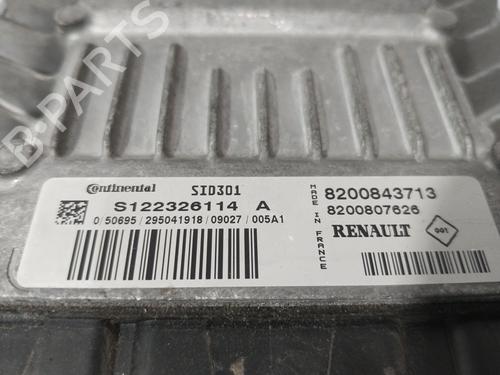 B-PARTS
Continental SID301
S122326114 A
0/50695/295041918/09027/005A1
MADE IN FRANCE
8200843713
8200807626
RENAULT 001